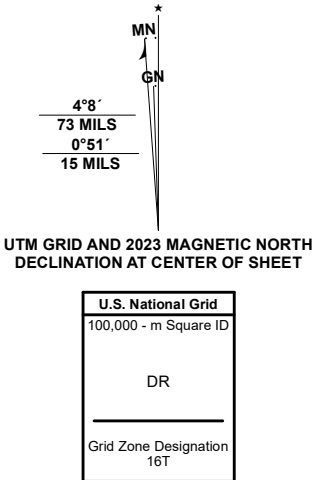 MN
GN
4°8´
73 MILS
0°51´
15 MILS
UTM GRID AND 2023 MAGNETIC NORTH
DECLINATION AT CENTER OF SHEET
U.S. National Grid
100,000 - m Square ID
DR
Grid Zone Designation
16T